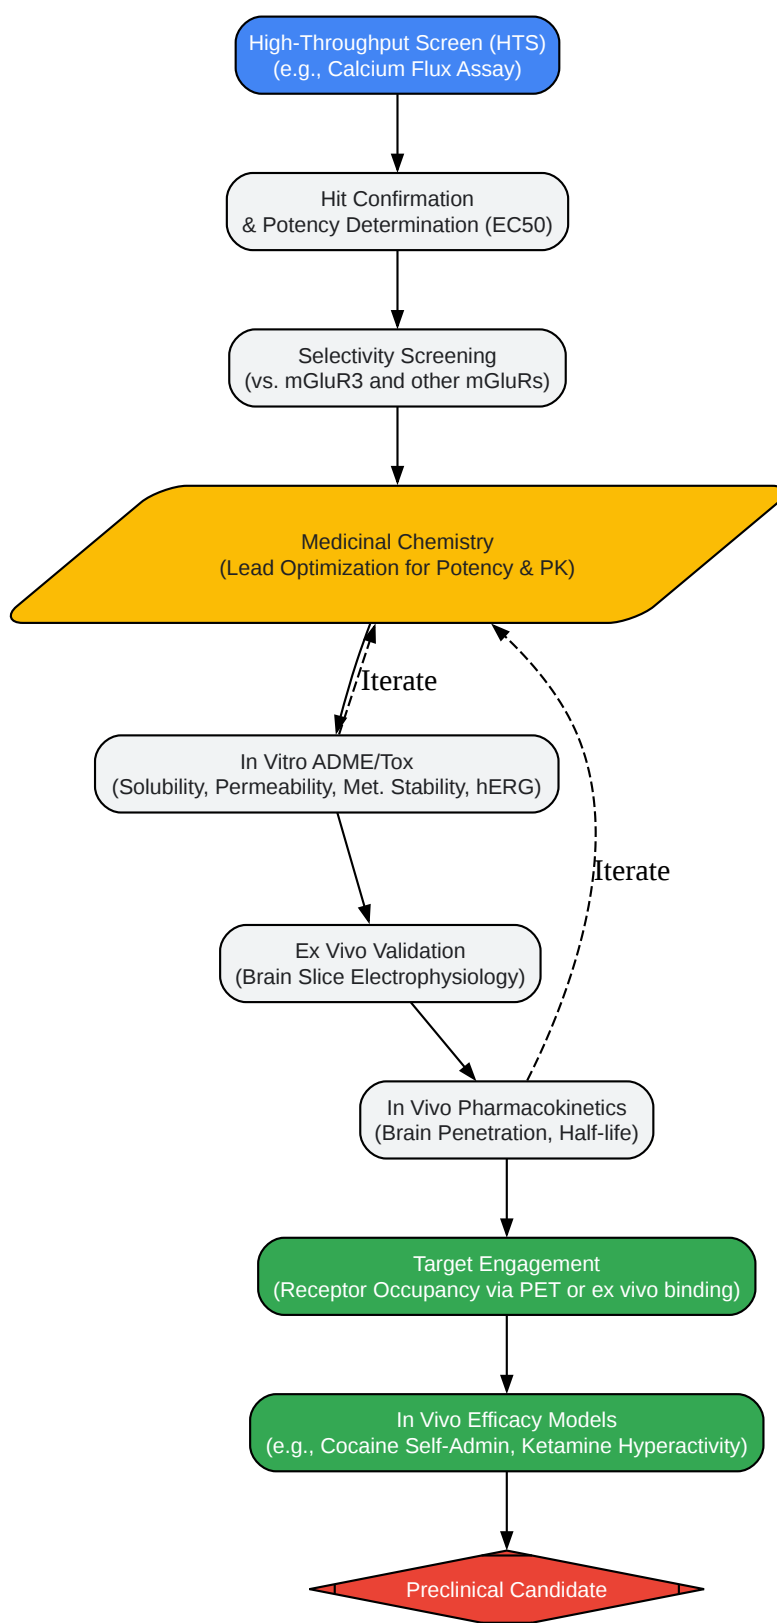 High-Throughput Screen (HTS)
(e.g., Calcium Flux Assay)
Hit Confirmation
& Potency Determination (EC50)
Selectivity Screening
(vs. mGluR3 and other mGluRs)
Medicinal Chemistry
(Lead Optimization for Potency & PK)
Iterate
In Vitro ADME/Tox
(Solubility, Permeability, Met. Stability, hERG)
Iterate
Ex Vivo Validation
(Brain Slice Electrophysiology)
In Vivo Pharmacokinetics
(Brain Penetration, Half-life)
Target Engagement
(Receptor Occupancy via PET or ex vivo binding)
In Vivo Efficacy Models
(e.g., Cocaine Self-Admin, Ketamine Hyperactivity)
Preclinical Candidate